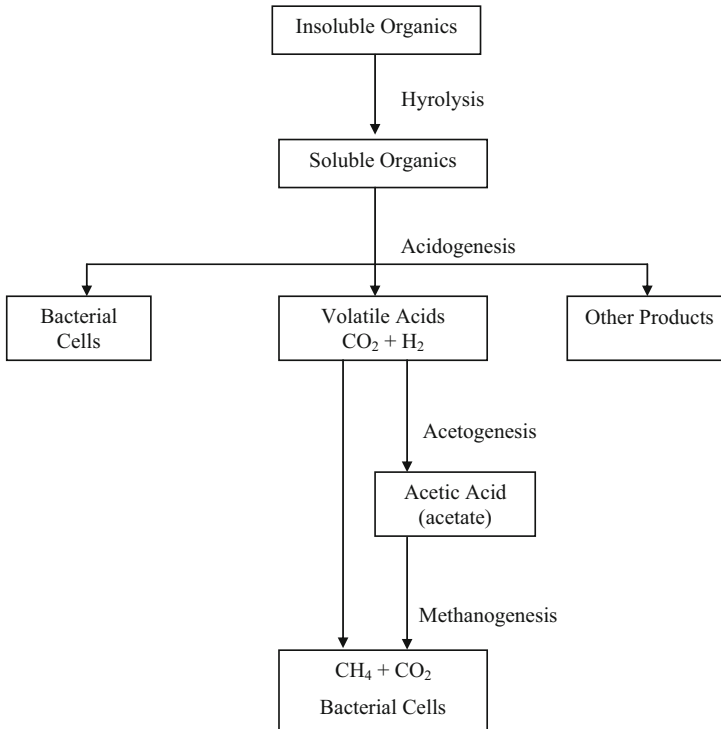 Insoluble Organics
Hyrolysis
Soluble Organics
Acidogenesis
Bacterial
Cells
Volatile Acids
CO₂ + H₂
Other Products
Acetogenesis
Acetic Acid
(acetate)
Methanogenesis
CH₄ + CO₂
Bacterial Cells